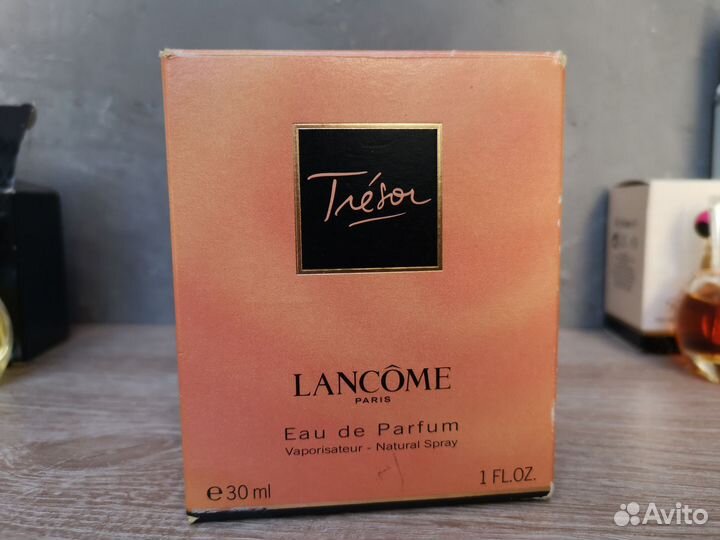 Trésor
LANCÔME
PARIS
Eau de Parfum
Vaporisateur - Natural Spray
℮30 ml
1 FL.OZ.
Avito